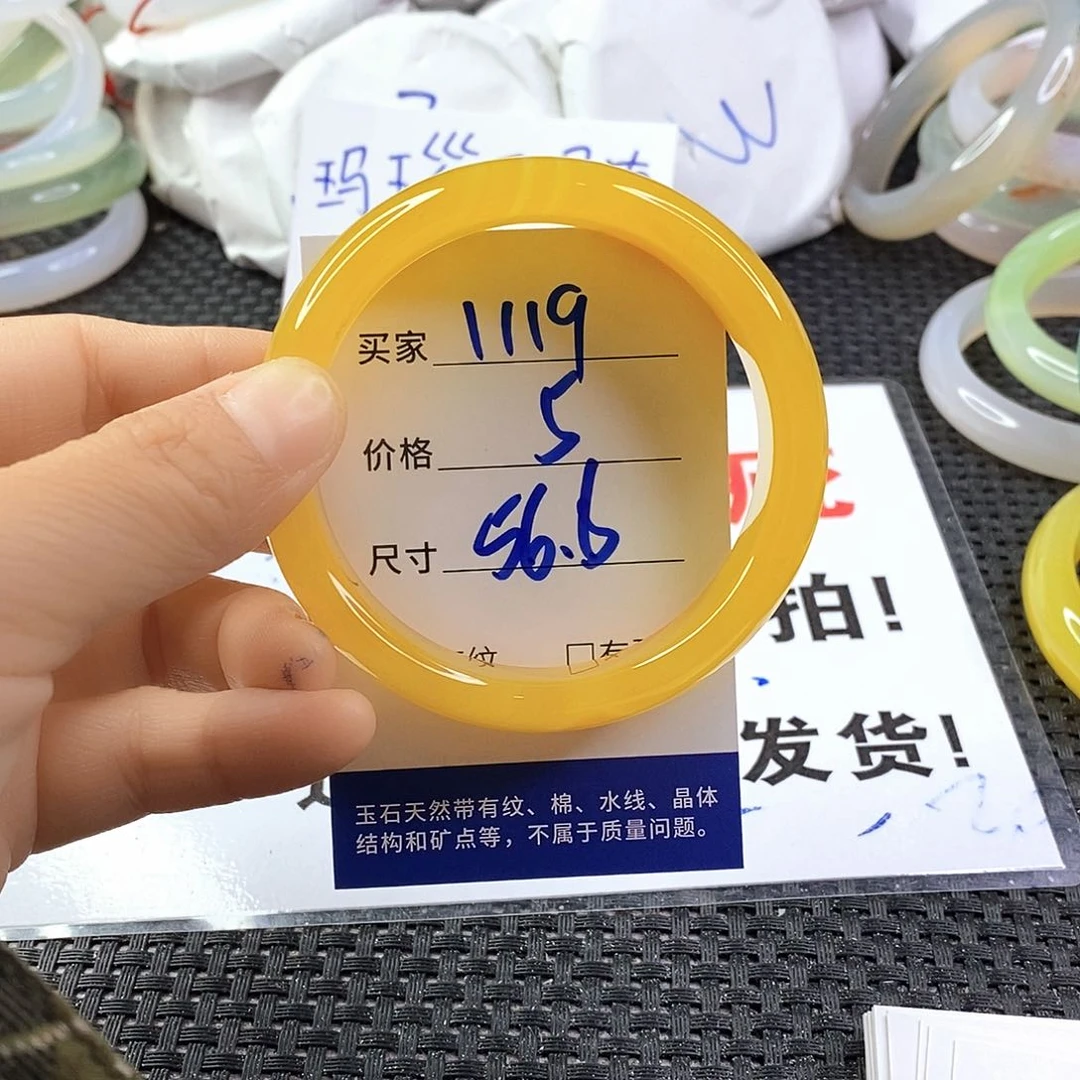 玛
买家 1119
价格 5
尺寸 56.6
纹 □有
拍!
发货!
玉石天然带有纹、棉、水线、晶体
结构和矿点等，不属于质量问题。